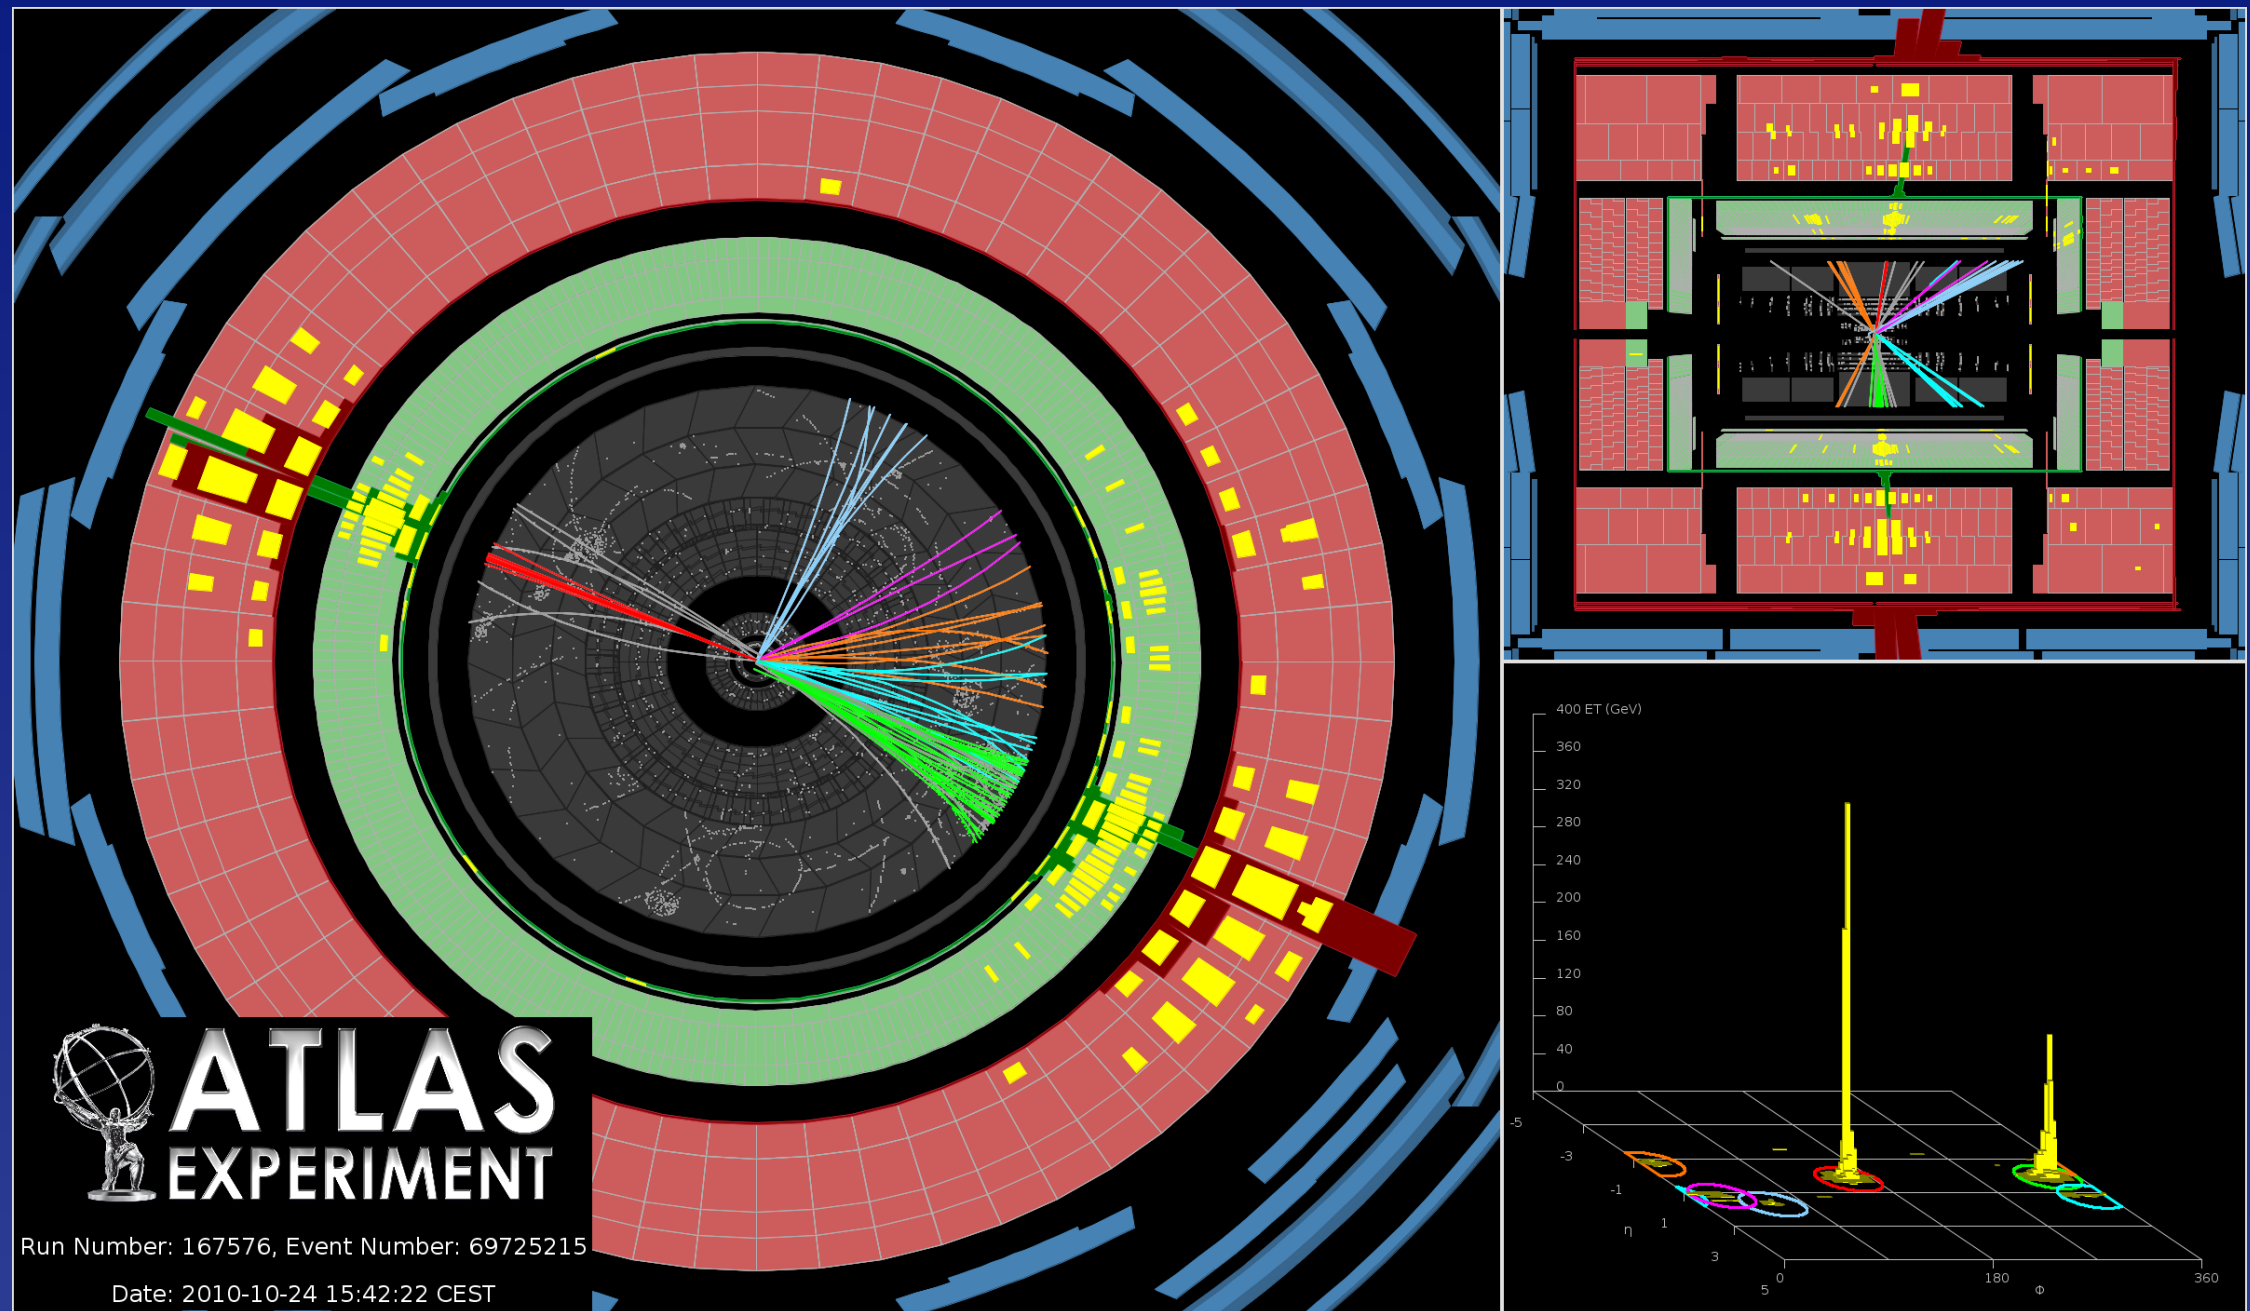 ATLAS
EXPERIMENT
Run Number: 167576, Event Number: 69725215
Date: 2010-10-24 15:42:22 CEST
400 ET (GeV)
360
320
280
240
200
160
120
80
40
0
-5
-3
-1
1
η
3
5
0
180
Φ
360